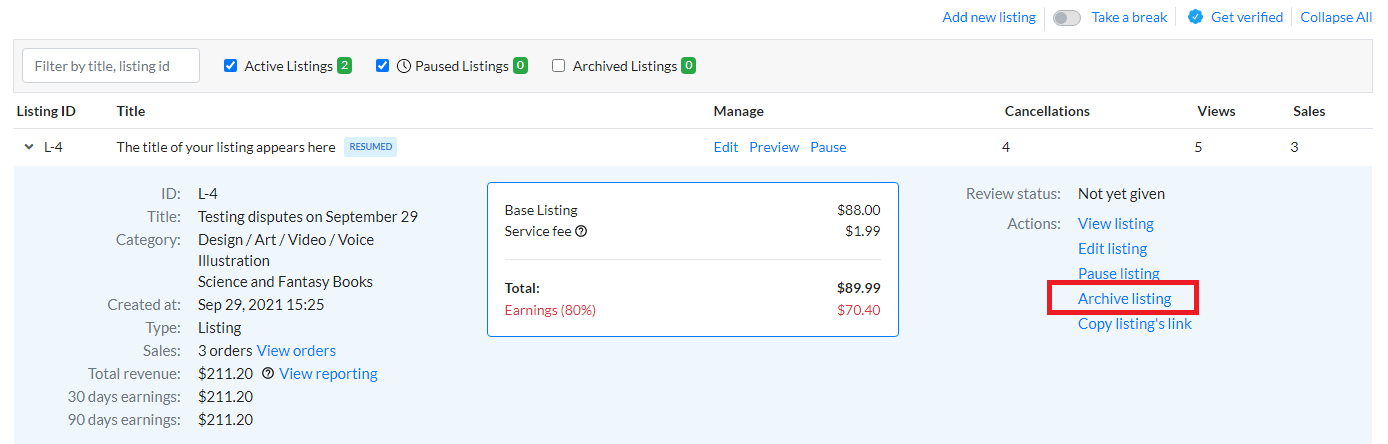 Add new listing Take a break Get verified Collapse All
Filter by title, listing id Active Listings 2 Paused Listings 0 Archived Listings 0
Listing ID Title Manage Cancellations Views Sales
L-4 The title of your listing appears here RESUMED Edit Preview Pause 4 5 3
ID: L-4
Title: Testing disputes on September 29
Category: Design / Art / Video / Voice
Illustration
Science and Fantasy Books
Created at: Sep 29, 2021 15:25
Type: Listing
Sales: 3 orders View orders
Total revenue: $211.20 View reporting
30 days earnings: $211.20
90 days earnings: $211.20
Base Listing $88.00
Service fee $1.99
Total: $89.99
Earnings (80%) $70.40
Review status: Not yet given
Actions: View listing
Edit listing
Pause listing
Archive listing
Copy listing's link